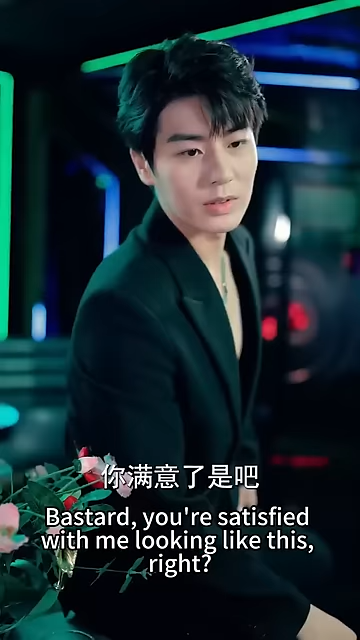 你满意了是吧
Bastard, you're satisfied
with me looking like this,
right?